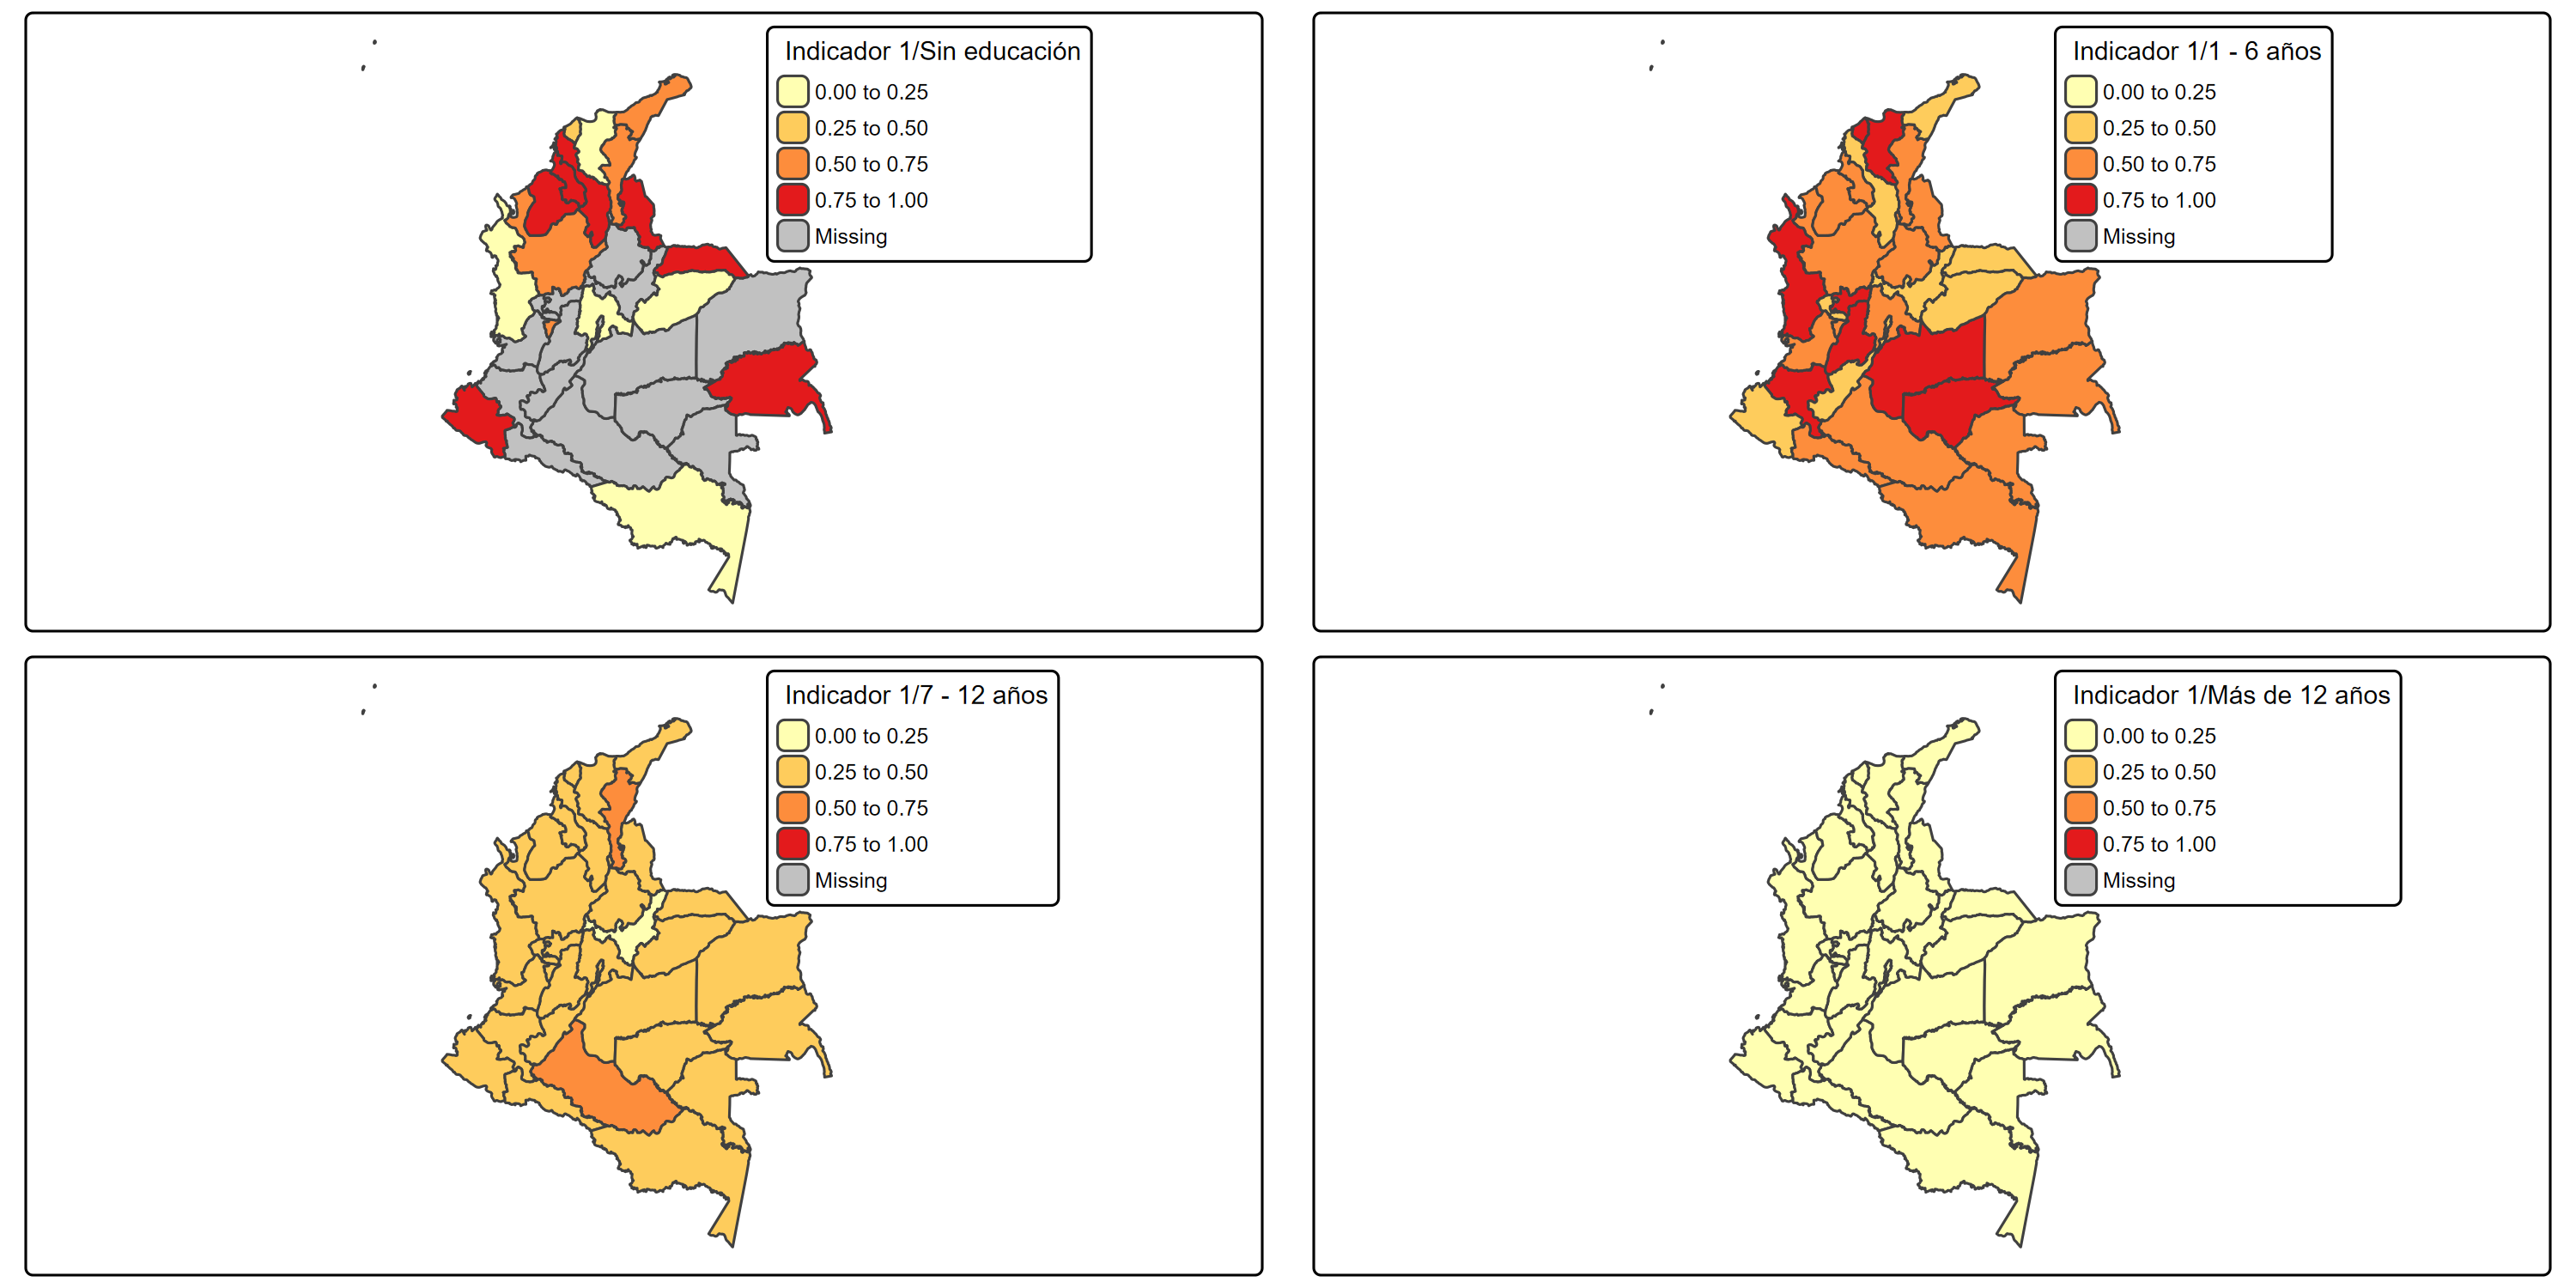 Indicador 1/Sin educación
0.00 to 0.25
0.25 to 0.50
0.50 to 0.75
0.75 to 1.00
Missing
Indicador 1/1 - 6 años
0.00 to 0.25
0.25 to 0.50
0.50 to 0.75
0.75 to 1.00
Missing
Indicador 1/7 - 12 años
0.00 to 0.25
0.25 to 0.50
0.50 to 0.75
0.75 to 1.00
Missing
Indicador 1/Más de 12 años
0.00 to 0.25
0.25 to 0.50
0.50 to 0.75
0.75 to 1.00
Missing